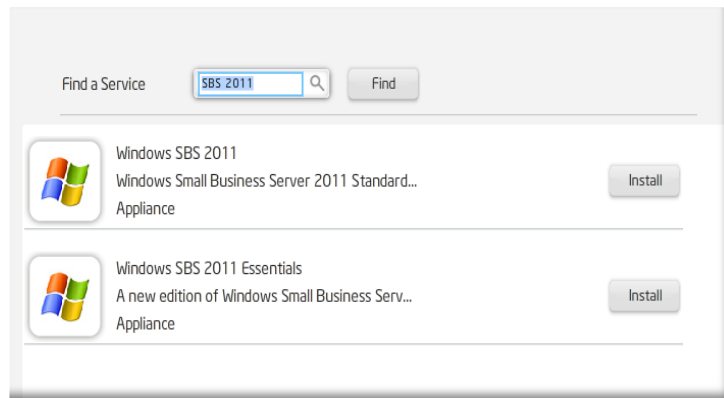 Find a Service SBS 2011 Find
Windows SBS 2011
Windows Small Business Server 2011 Standard...
Install
Appliance
Windows SBS 2011 Essentials
A new edition of Windows Small Business Serv...
Install
Appliance